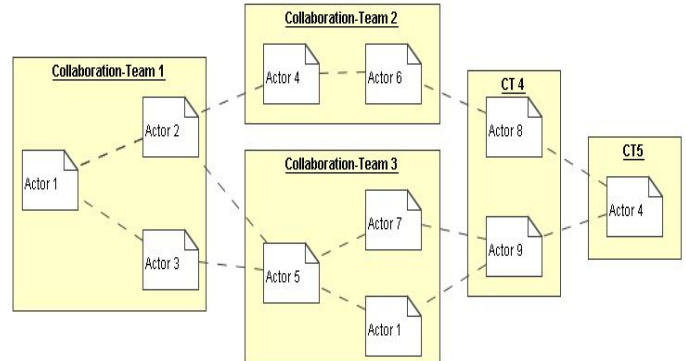 Collaboration-Team 1
Actor 1
Actor 2
Actor 3
Collaboration-Team 2
Actor 4
Actor 6
Collaboration-Team 3
Actor 5
Actor 7
Actor 1
CT 4
Actor 8
Actor 9
CT5
Actor 4